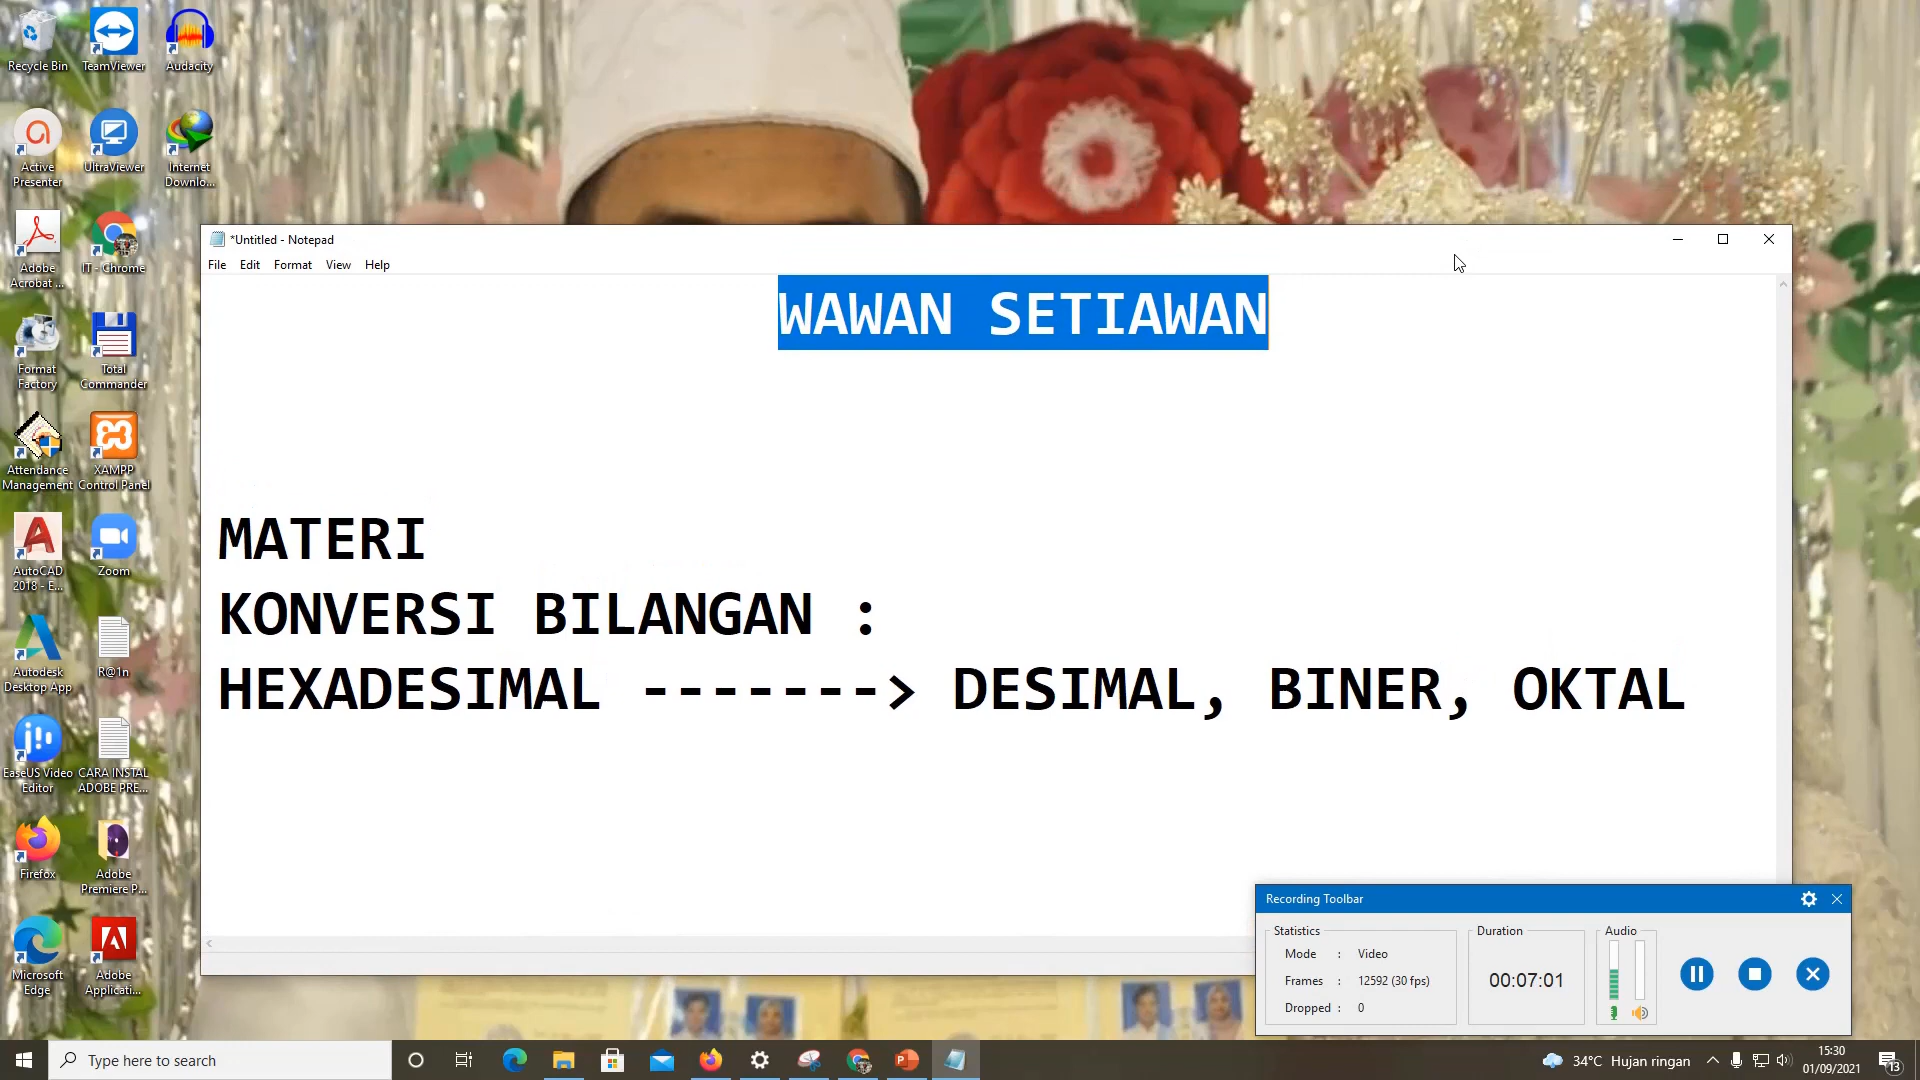 Recycle Bin
TeamViewer
Audacity
Active
Presenter
UltraViewer
Internet
Downlo...
Adobe
Acrobat ...
IT - Chrome
Format
Factory
Total
Commander
Attendance
Management
XAMPP
Control Panel
AutoCAD
2018 - E...
Zoom
Autodesk
Desktop App
R@1n
EaseUS Video
Editor
CARA INSTAL
ADOBE PRE...
Firefox
Adobe
Premiere P...
Microsoft
Edge
Adobe
Applicati...
*Untitled - Notepad
File Edit Format View Help
WAWAN SETIAWAN
MATERI
KONVERSI BILANGAN :
HEXADESIMAL -------> DESIMAL, BINER, OKTAL
Recording Toolbar
Statistics
Mode : Video
Frames : 12592 (30 fps)
Dropped : 0
Duration
00:07:01
Audio
Type here to search
34°C Hujan ringan
15:30
01/09/2021
13